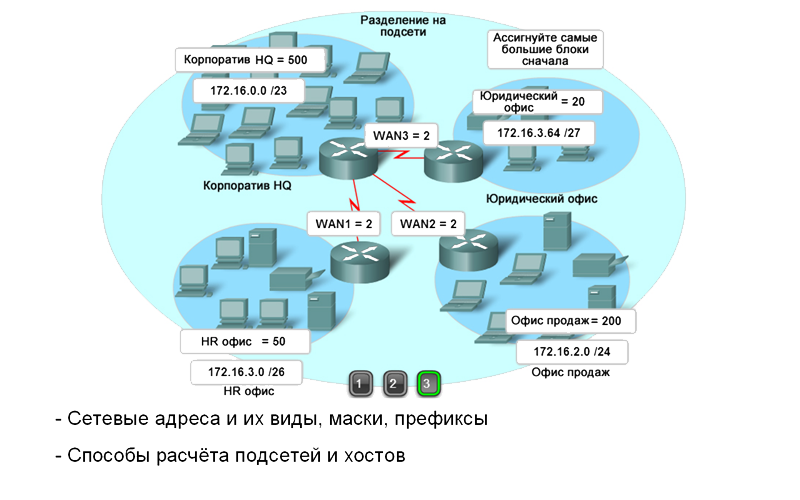 Разделение на
подсети
Ассигнуйте самые
большие блоки
сначала
Корпоратив HQ = 500
172.16.0.0 /23
Юридический
офис = 20
172.16.3.64 /27
WAN3 = 2
Корпоратив HQ
Юридический офис
WAN1 = 2
WAN2 = 2
HR офис = 50
172.16.3.0 /26
HR офис
Офис продаж = 200
172.16.2.0 /24
Офис продаж
1 2 3
- Сетевые адреса и их виды, маски, префиксы
- Способы расчёта подсетей и хостов